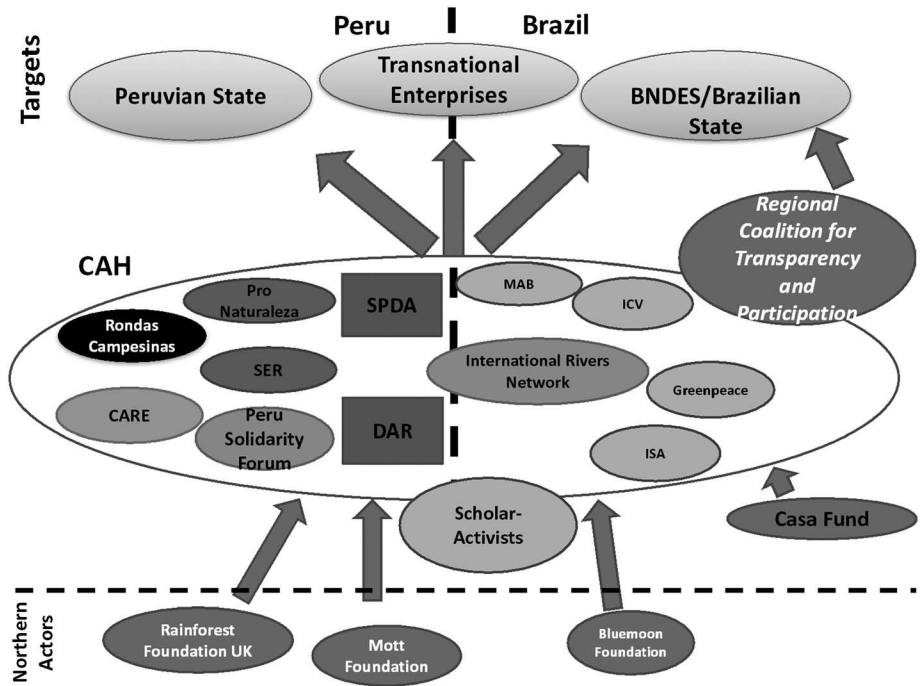 Peru
Brazil
Targets
Peruvian State
Transnational
Enterprises
BNDES/Brazilian
State
Regional
Coalition for
Transparency
and
Participation
CAH
Pro
Naturaleza
SPDA
MAB
ICV
Rondas
Campesinas
SER
International Rivers
Network
Greenpeace
CARE
Peru
Solidarity
Forum
DAR
ISA
Scholar-
Activists
Casa Fund
Northern
Actors
Rainforest
Foundation UK
Mott
Foundation
Bluemoon
Foundation